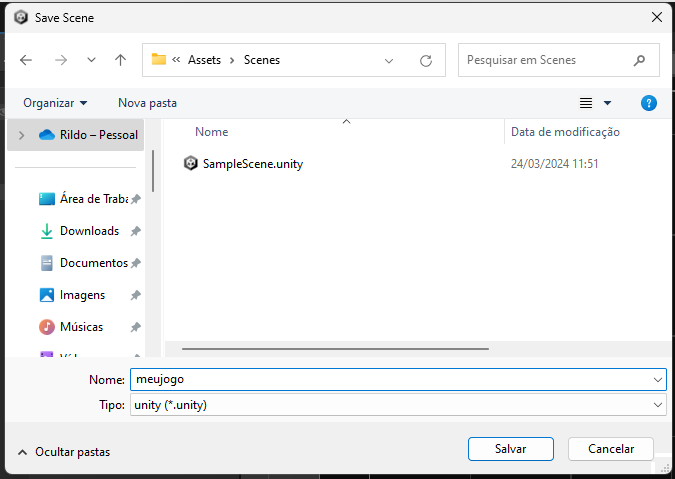 Save Scene
« Assets › Scenes
Pesquisar em Scenes
Organizar
Nova pasta
Rildo – Pessoal
Área de Traba
Downloads
Documentos
Imagens
Músicas
Nome
Data de modificação
SampleScene.unity
24/03/2024 11:51
Nome: meujogo
Tipo: unity (*.unity)
Ocultar pastas
Salvar
Cancelar